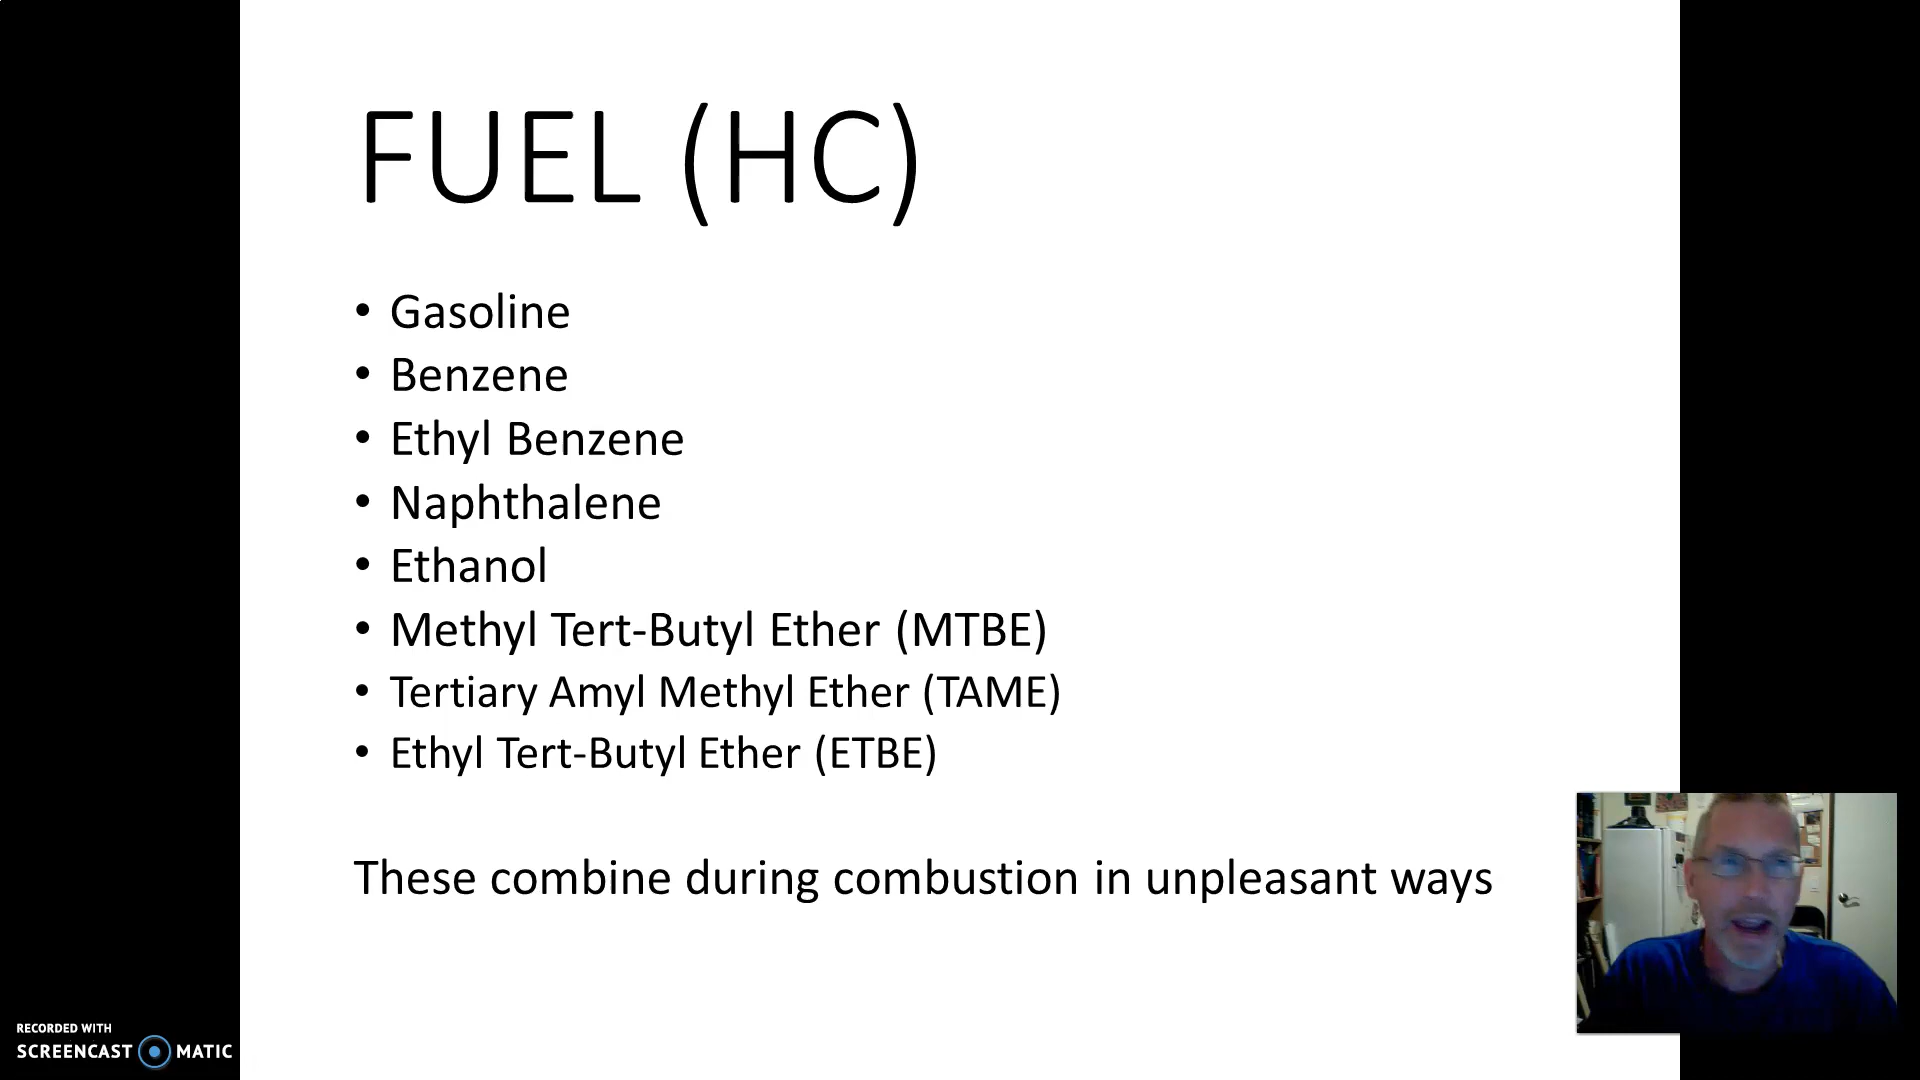 FUEL (HC)
• Gasoline
• Benzene
• Ethyl Benzene
• Naphthalene
• Ethanol
• Methyl Tert-Butyl Ether (MTBE)
• Tertiary Amyl Methyl Ether (TAME)
• Ethyl Tert-Butyl Ether (ETBE)
These combine during combustion in unpleasant ways
RECORDED WITH
SCREENCAST MATIC